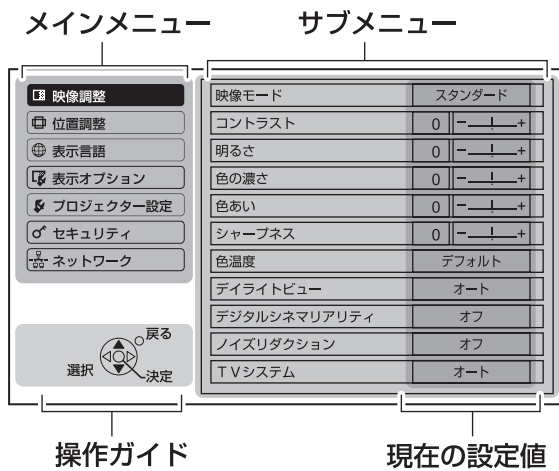 メインメニュー
サブメニュー
映像調整
位置調整
表示言語
表示オプション
プロジェクター設定
セキュリティ
ネットワーク
映像モード スタンダード
コントラスト 0 - +
明るさ 0 - +
色の濃さ 0 - +
色あい 0 - +
シャープネス 0 - +
色温度 デフォルト
デイライトビュー オート
デジタルシネマリアリティ オフ
ノイズリダクション オフ
TVシステム オート
戻る
選択
決定
操作ガイド
現在の設定値